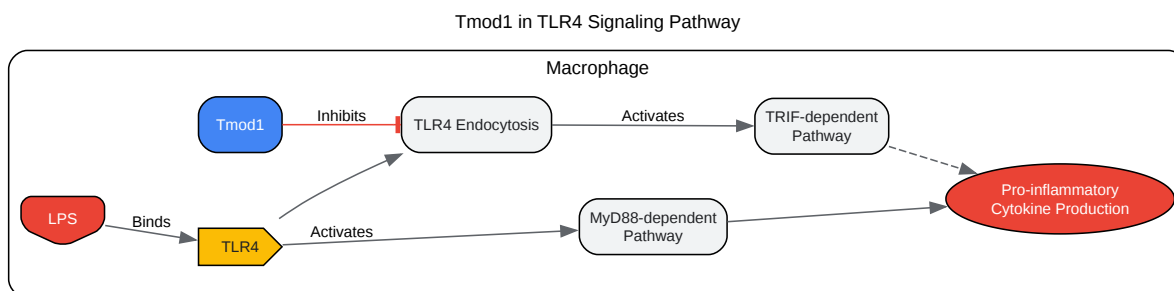 Tmod1 in TLR4 Signaling Pathway
Macrophage
Tmod1
Inhibits
TLR4 Endocytosis
Activates
TRIF-dependent
Pathway
LPS
Binds
TLR4
Activates
MyD88-dependent
Pathway
Pro-inflammatory
Cytokine Production